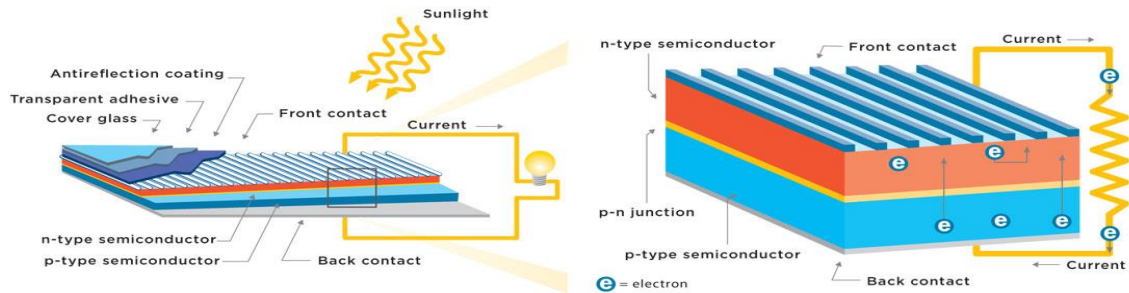 Sunlight
Antireflection coating
Transparent adhesive
Cover glass
Front contact
Current
n-type semiconductor
p-type semiconductor
Back contact
Current
n-type semiconductor
Front contact
e
e
e
p-n junction
e
e
e
e
p-type semiconductor
Current
Back contact
e = electron